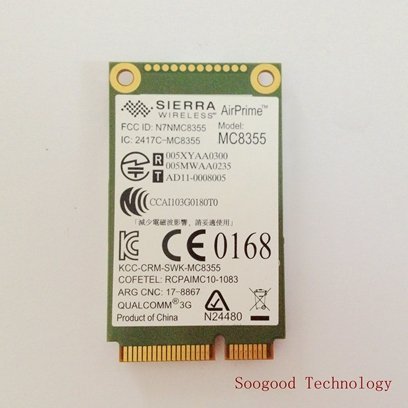 SIERRA WIRELESS AirPrime™
FCC ID: N7NMC8355 Model:
IC: 2417C-MC8355 MC8355
R 005XYAA0300
005MWAA0235
T AD11-0008005
CCAI103G0180T0
「減少電磁波影響，請妥適使用」
CE 0168
KCC-CRM-SWK-MC8355
COFETEL: RCPAIMC10-1083
ARG CNC: 17-8867
QUALCOMM® 3G
Product of China N24480
Soogood Technology